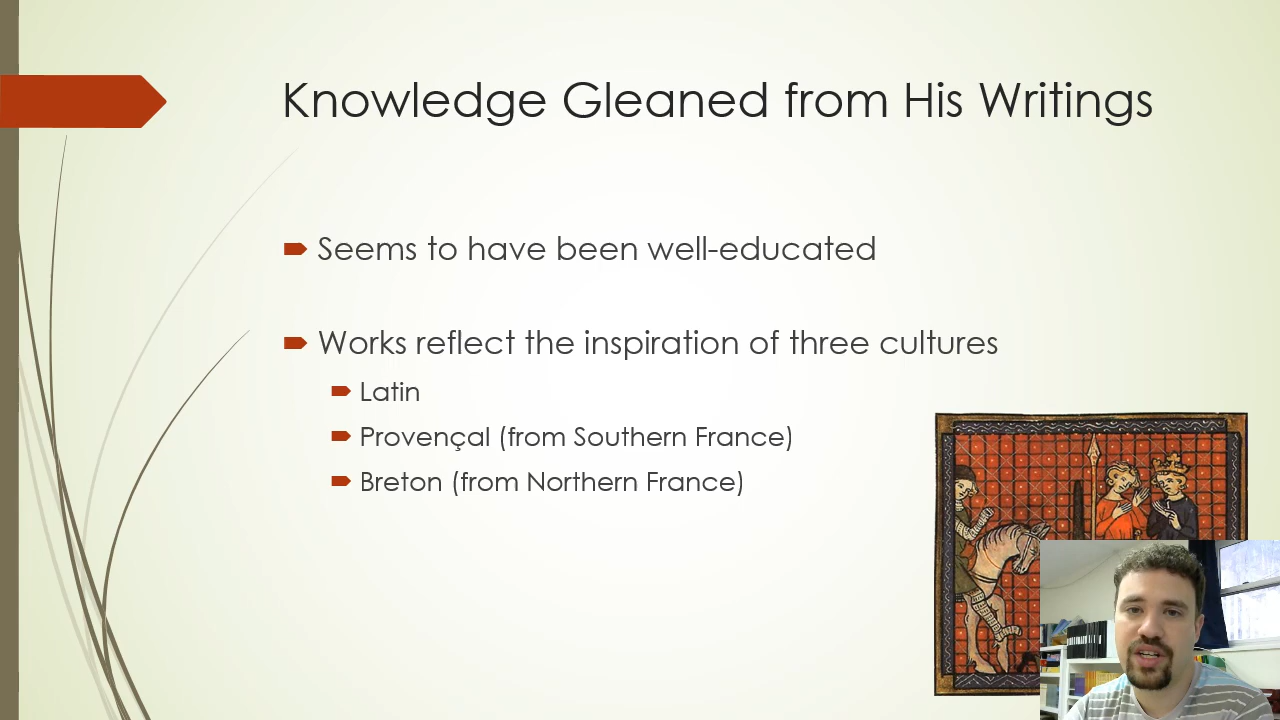 Knowledge Gleaned from His Writings
Seems to have been well-educated
Works reflect the inspiration of three cultures
Latin
Provençal (from Southern France)
Breton (from Northern France)